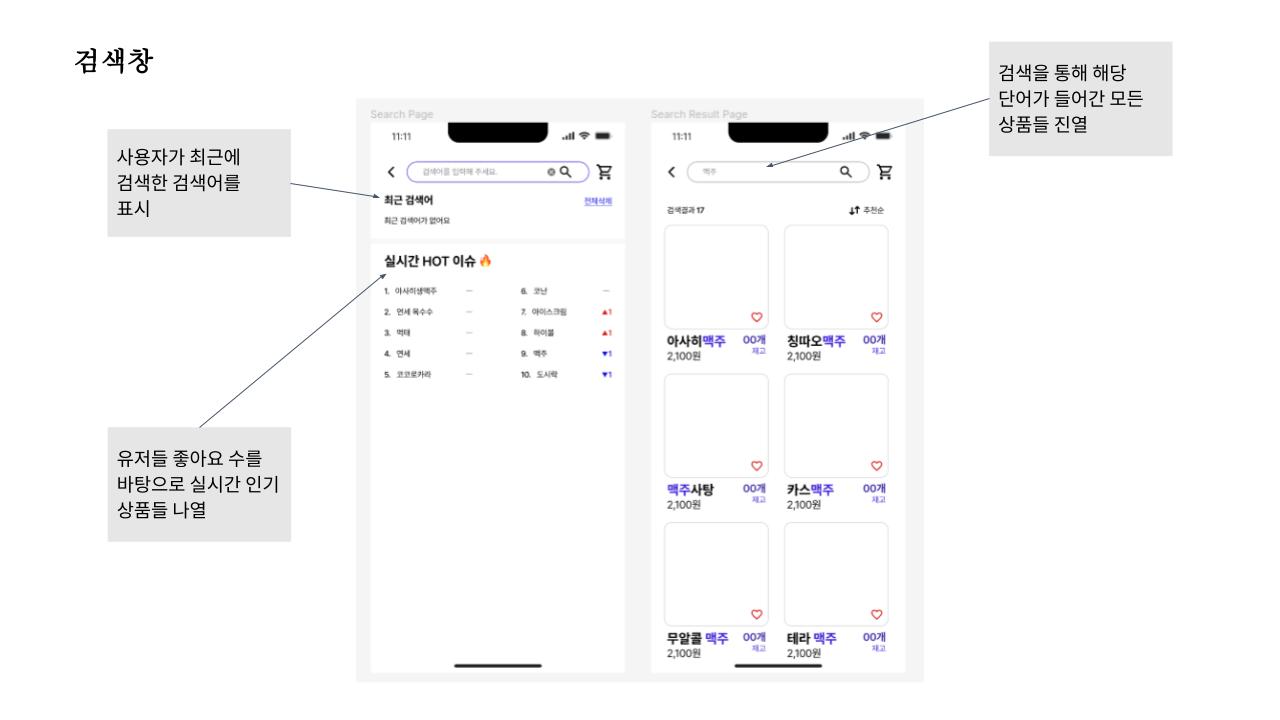 검색창
검색을 통해 해당
단어가 들어간 모든
상품들 진열
사용자가 최근에
검색한 검색어를
표시
유저들 좋아요 수를
바탕으로 실시간 인기
상품들 나열
Search Page
11:11
검색어를 입력해 주세요.
최근 검색어 전체삭제
최근 검색어가 없어요
실시간 HOT 이슈 🔥
1. 아사히생맥주 — 6. 코난 —
2. 연세 옥수수 — 7. 아이스크림 ▲1
3. 먹태 — 8. 하이볼 ▲1
4. 연세 — 9. 맥주 ▼1
5. 코코로카라 — 10. 도시락 ▼1
Search Result Page
11:11
맥주
검색결과 17 추천순
아사히맥주 00개 칭따오맥주 00개
2,100원 재고 2,100원 재고
맥주사탕 00개 카스맥주 00개
2,100원 재고 2,100원 재고
무알콜 맥주 00개 테라 맥주 00개
2,100원 재고 2,100원 재고